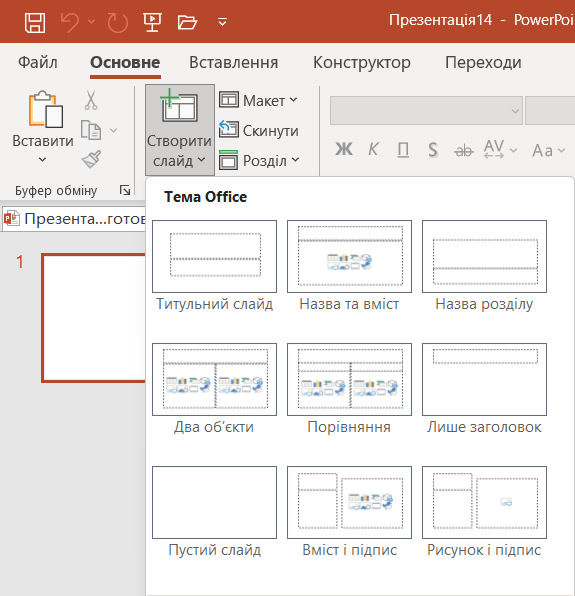 Презентація14 - PowerPoi
Файл Основне Вставлення Конструктор Переходи
Вставити
Створити слайд
Макет
Скинути
Розділ
Ж К П S ab AV Aa
Буфер обміну
Презента...готов
Тема Office
1
Титульний слайд Назва та вміст Назва розділу
Два об'єкти Порівняння Лише заголовок
Пустий слайд Вміст і підпис Рисунок і підпис